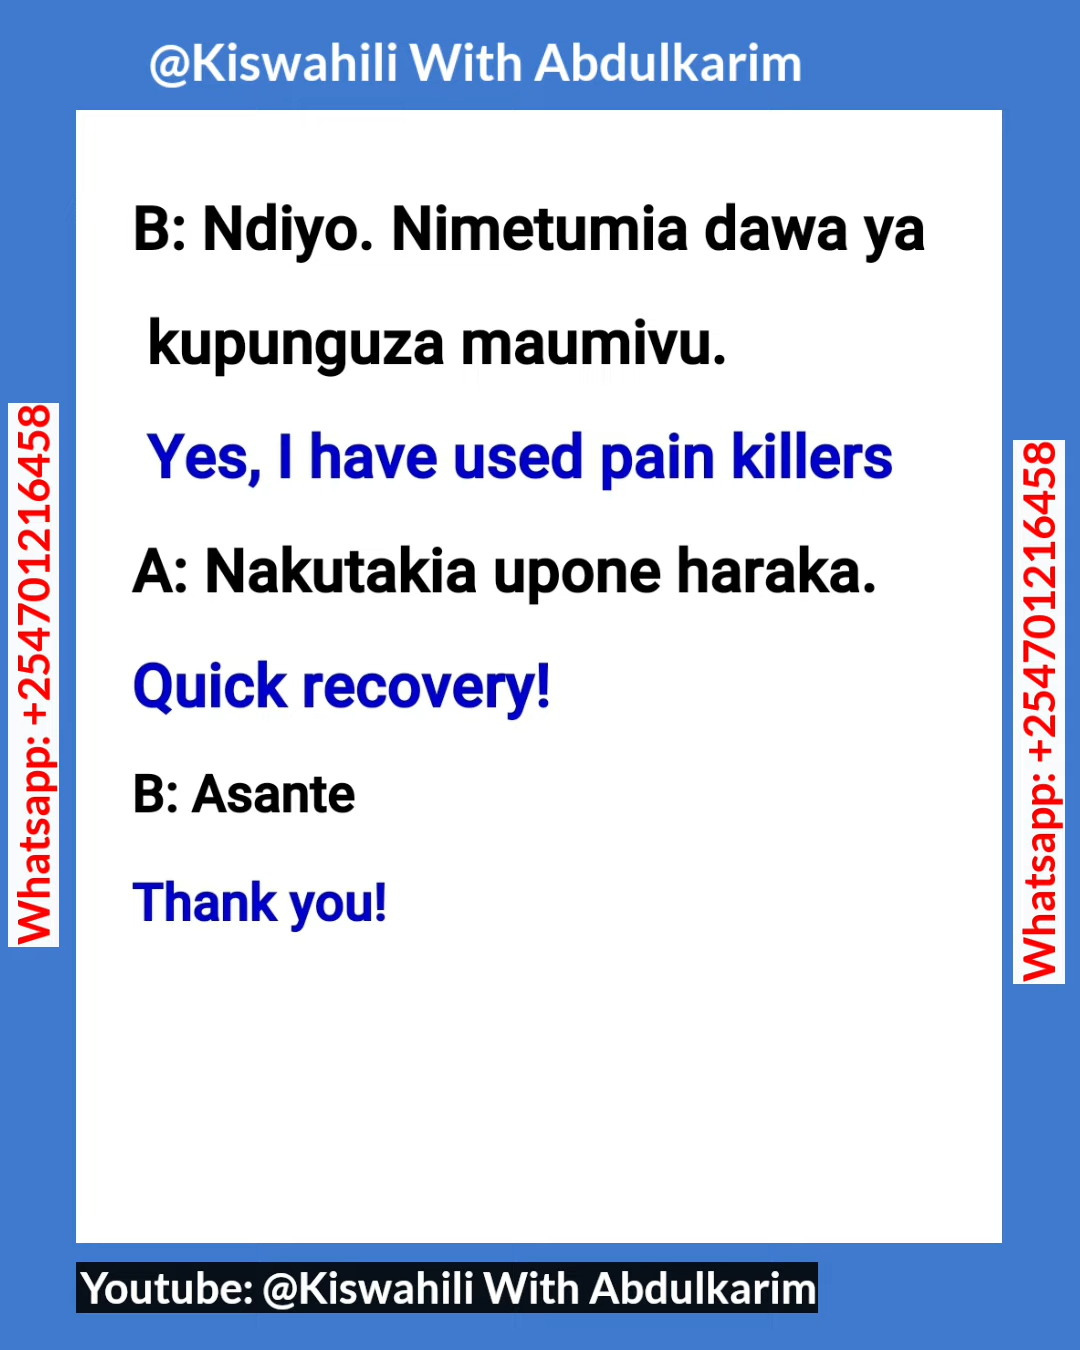 @Kiswahili With Abdulkarim
B: Ndiyo. Nimetumia dawa ya
kupunguza maumivu.
Yes, I have used pain killers
A: Nakutakia upone haraka.
Quick recovery!
B: Asante
Thank you!
Whatsapp: +254701216458
Whatsapp: +254701216458
Youtube: @Kiswahili With Abdulkarim